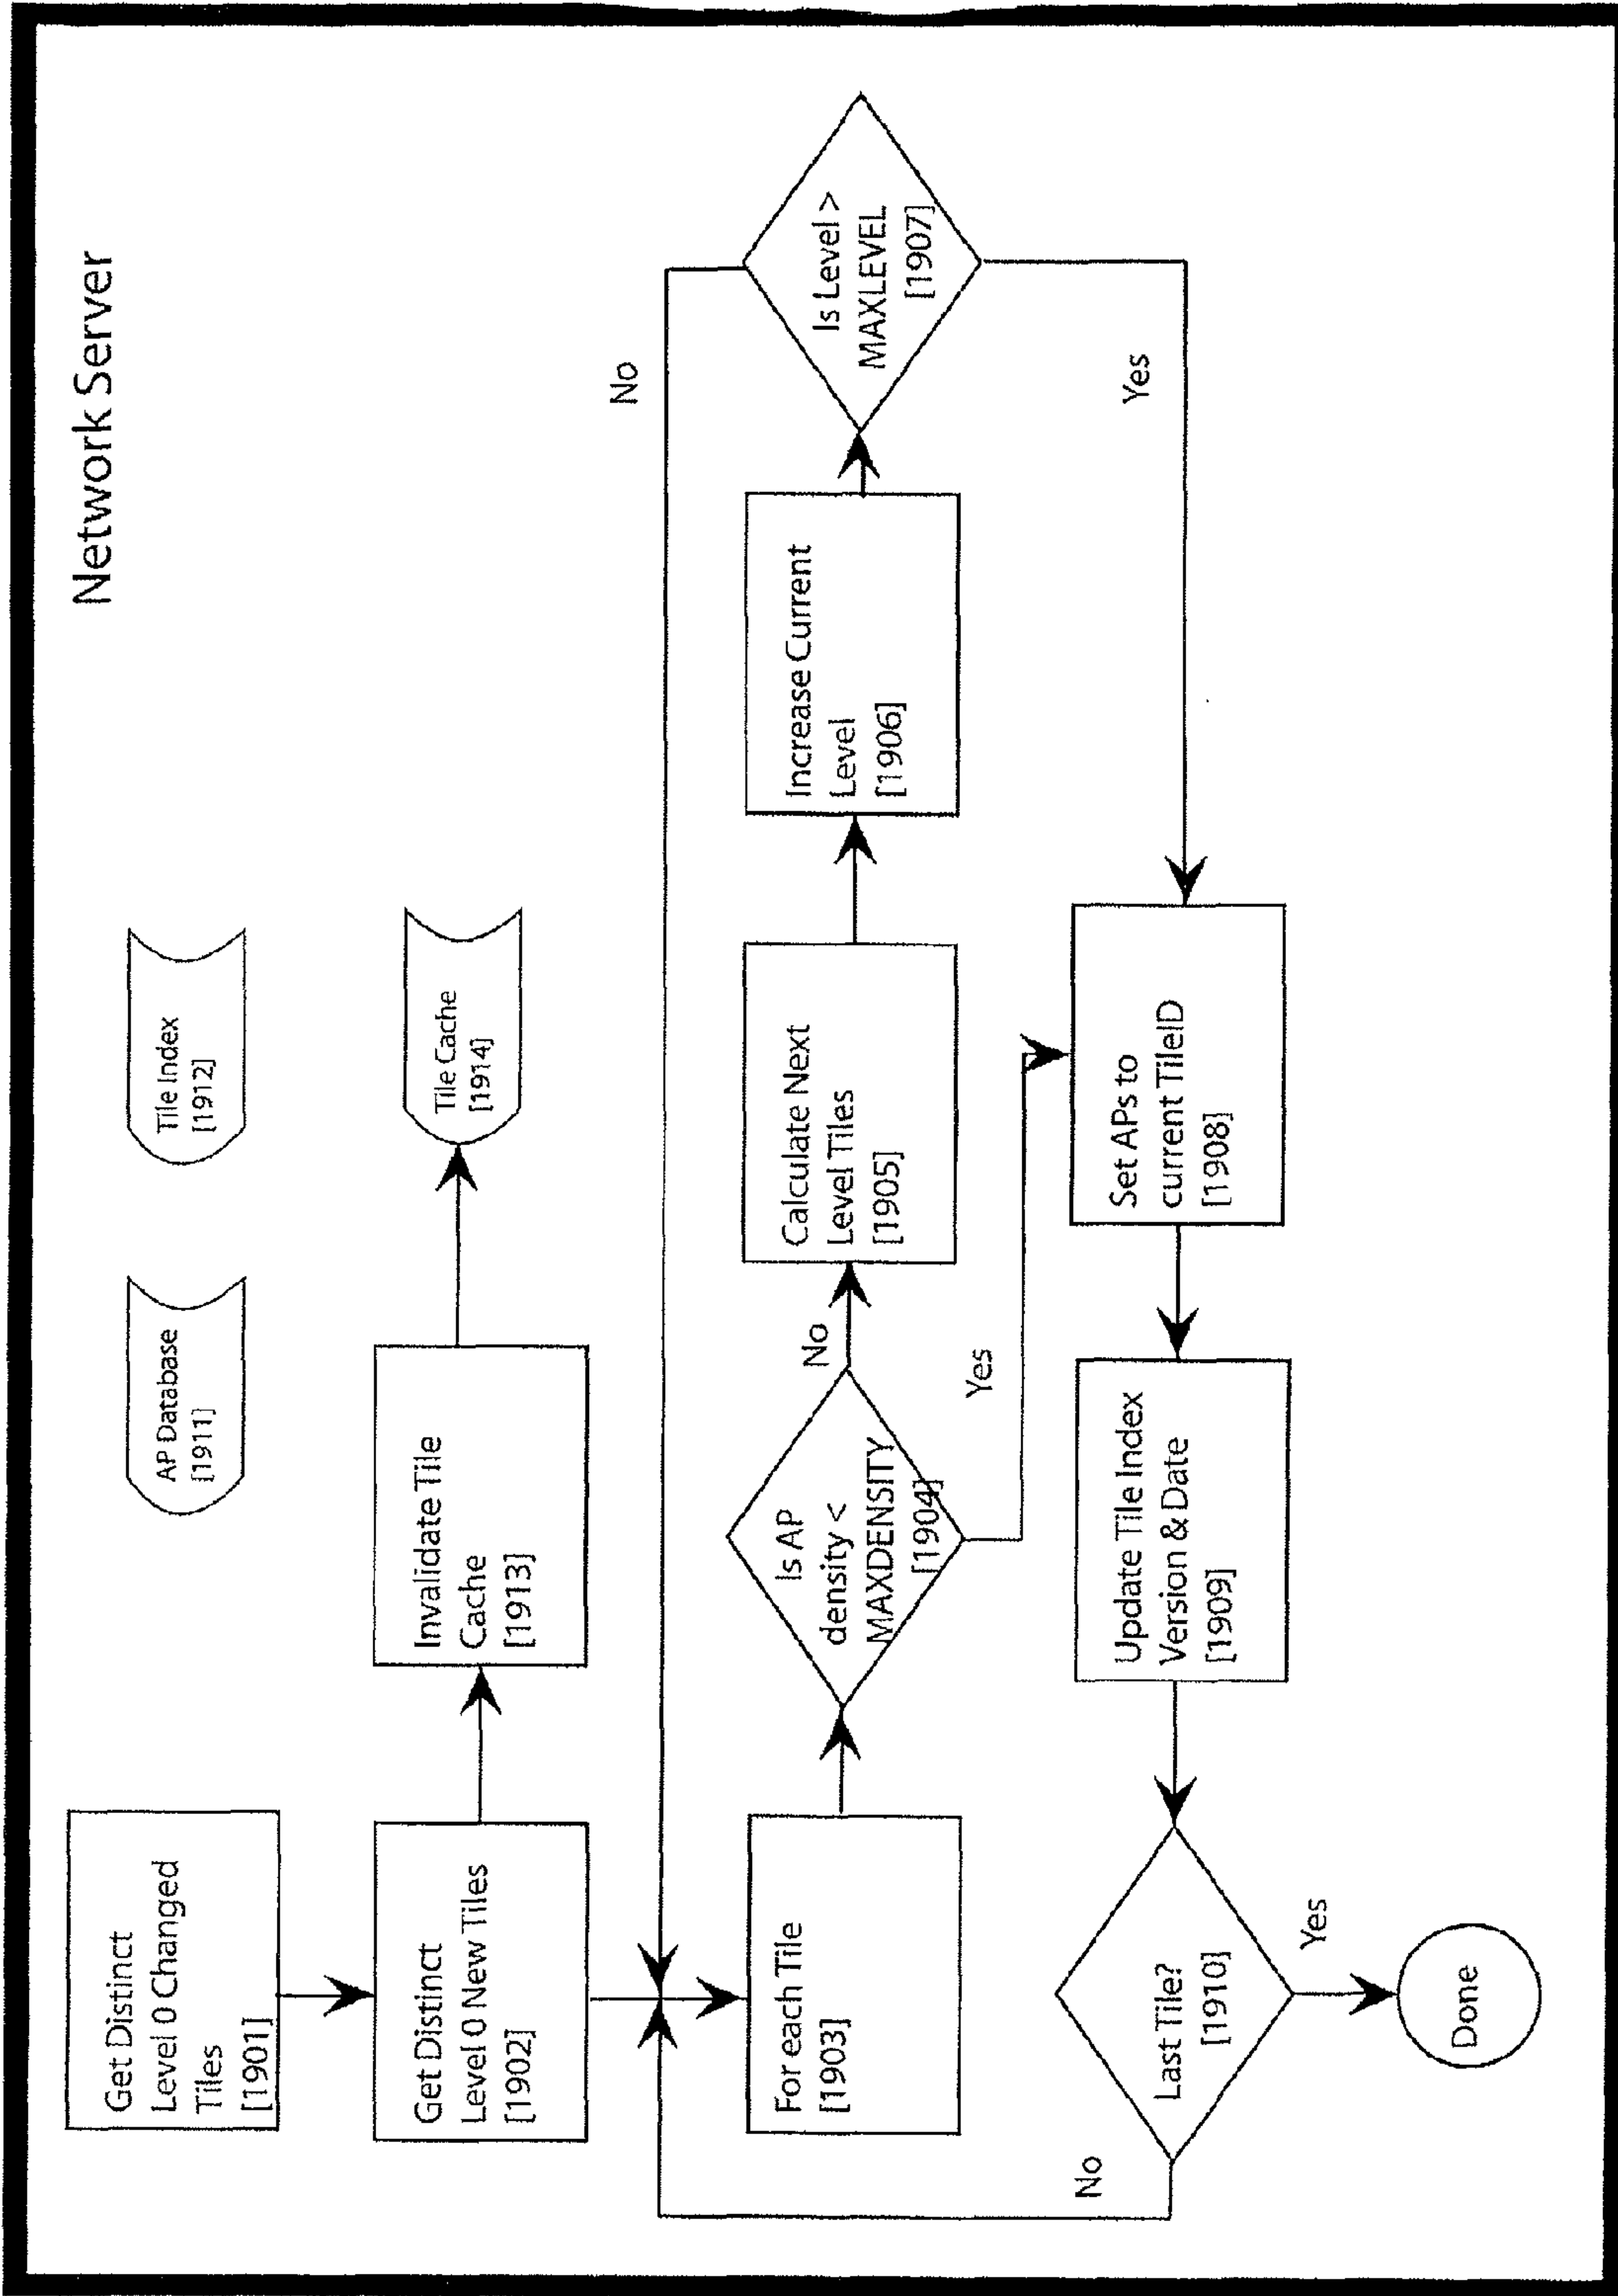 Network Server
Get Distinct
Level 0 Changed
Tiles
[1901]
AP Database
[1911]
Tile Index
[1912]
Get Distinct
Level 0 New Tiles
[1902]
Invalidate Tile
Cache
[1913]
Tile Cache
[1914]
No
For each Tile
[1903]
Is AP
density <
MAXDENSITY
[1904]
No
Yes
Calculate Next
Level Tiles
[1905]
Increase Current
Level
[1906]
Is Level >
MAXLEVEL
[1907]
Yes
Set APs to
current TileID
[1908]
Update Tile Index
Version & Date
[1909]
Last Tile?
[1910]
No
Yes
Done